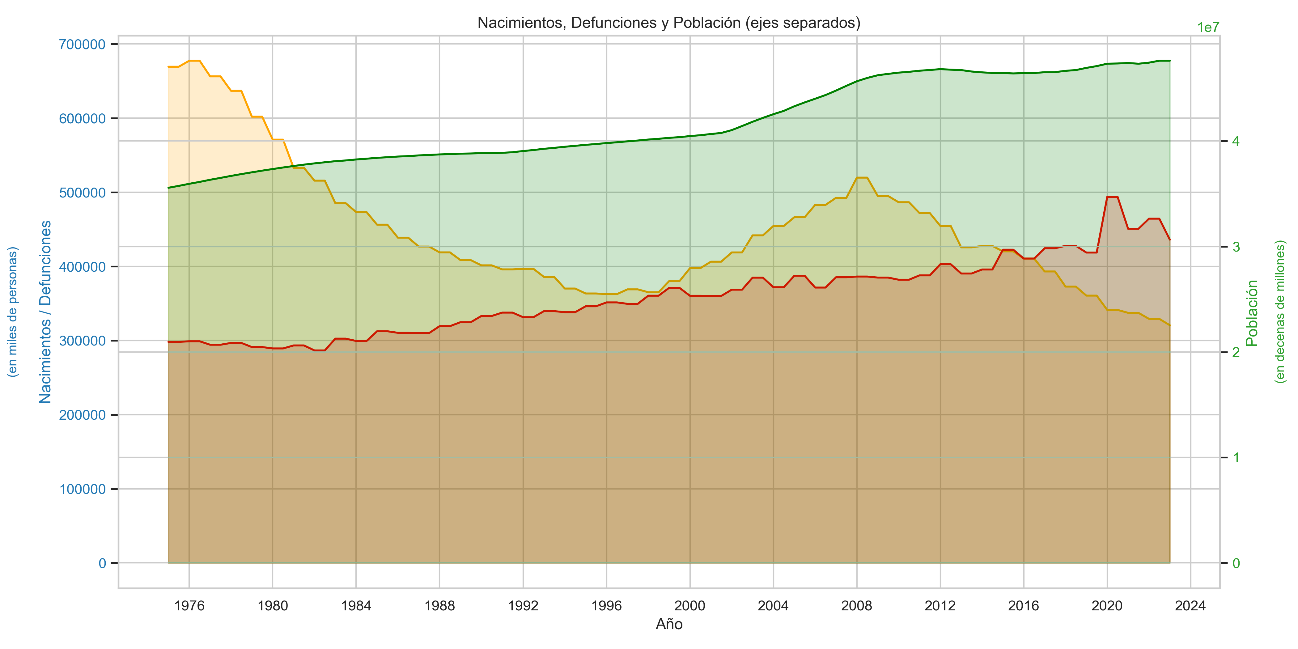 Nacimientos, Defunciones y Población (ejes separados)
1e7
700000
600000
500000
400000
300000
200000
100000
0
(en miles de personas)
Nacimientos / Defunciones
4
3
2
1
0
Población
(en decenas de millones)
1976 1980 1984 1988 1992 1996 2000 2004 2008 2012 2016 2020 2024
Año